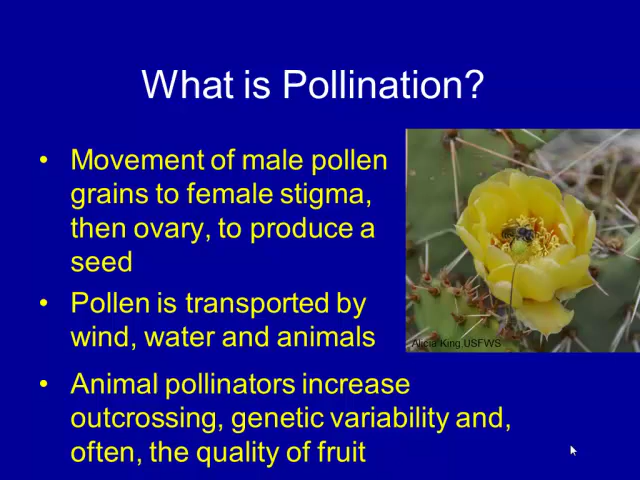 What is Pollination?
• Movement of male pollen
grains to female stigma,
then ovary, to produce a
seed
• Pollen is transported by
wind, water and animals
• Animal pollinators increase
outcrossing, genetic variability and,
often, the quality of fruit
Alicia King,USFWS